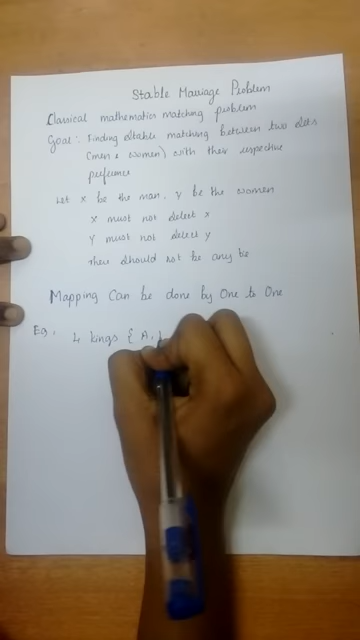 Stable Marriage Problem
Classical mathematics matching problem
Goal: Finding stable matching between two sets
(men & women) with their respective
prefrence
Let X be the man, Y be the women
X must not select x
Y must not select y
There should not be any tie
Mapping Can be done by One to One
Eg: 4 kings { A,